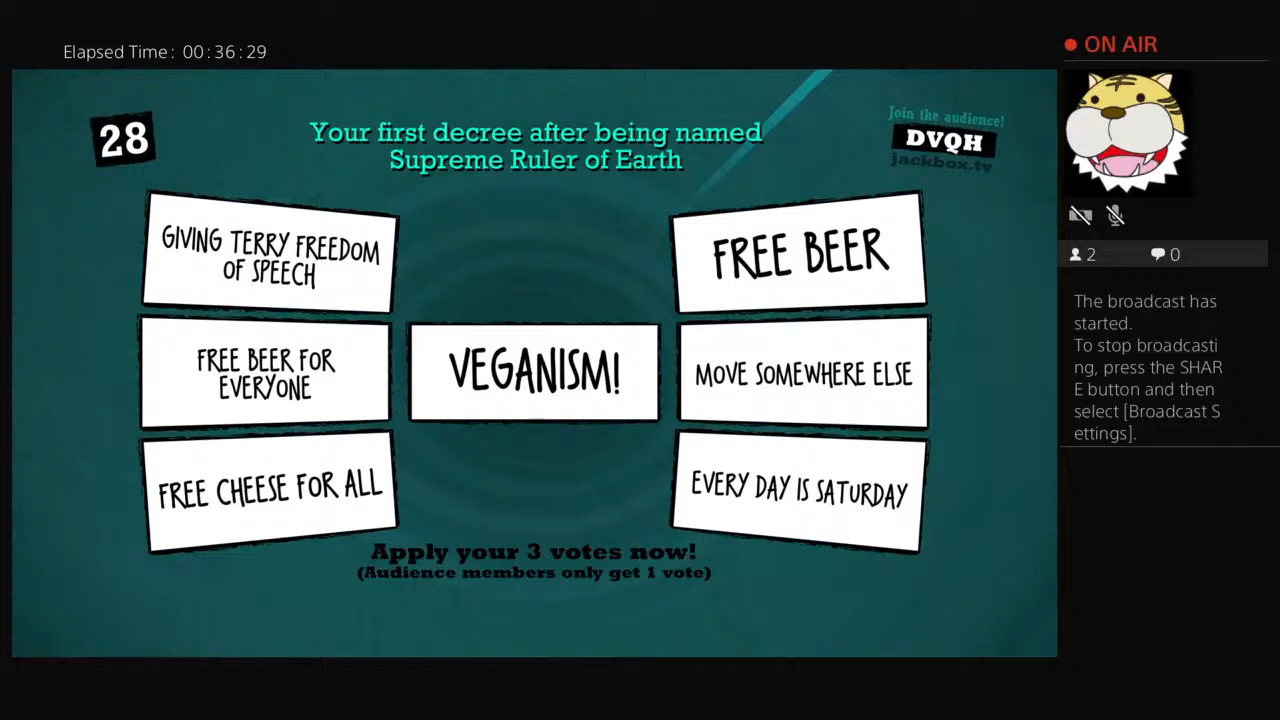 Elapsed Time: 00:36:29
ON AIR
28
Your first decree after being named
Supreme Ruler of Earth
Join the audience!
DVQH
jackbox.tv
GIVING TERRY FREEDOM
OF SPEECH
FREE BEER FOR
EVERYONE
FREE CHEESE FOR ALL
VEGANISM!
FREE BEER
MOVE SOMEWHERE ELSE
EVERY DAY IS SATURDAY
Apply your 3 votes now!
(Audience members only get 1 vote)
2
0
The broadcast has
started.
To stop broadcasti
ng, press the SHAR
E button and then
select [Broadcast S
ettings].